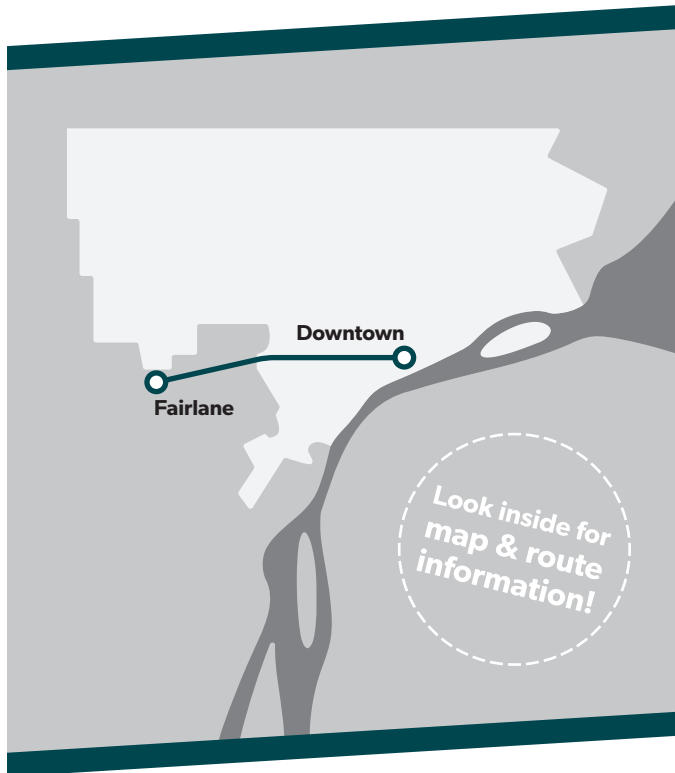 Downtown
Fairlane
Look inside for
map & route
information!